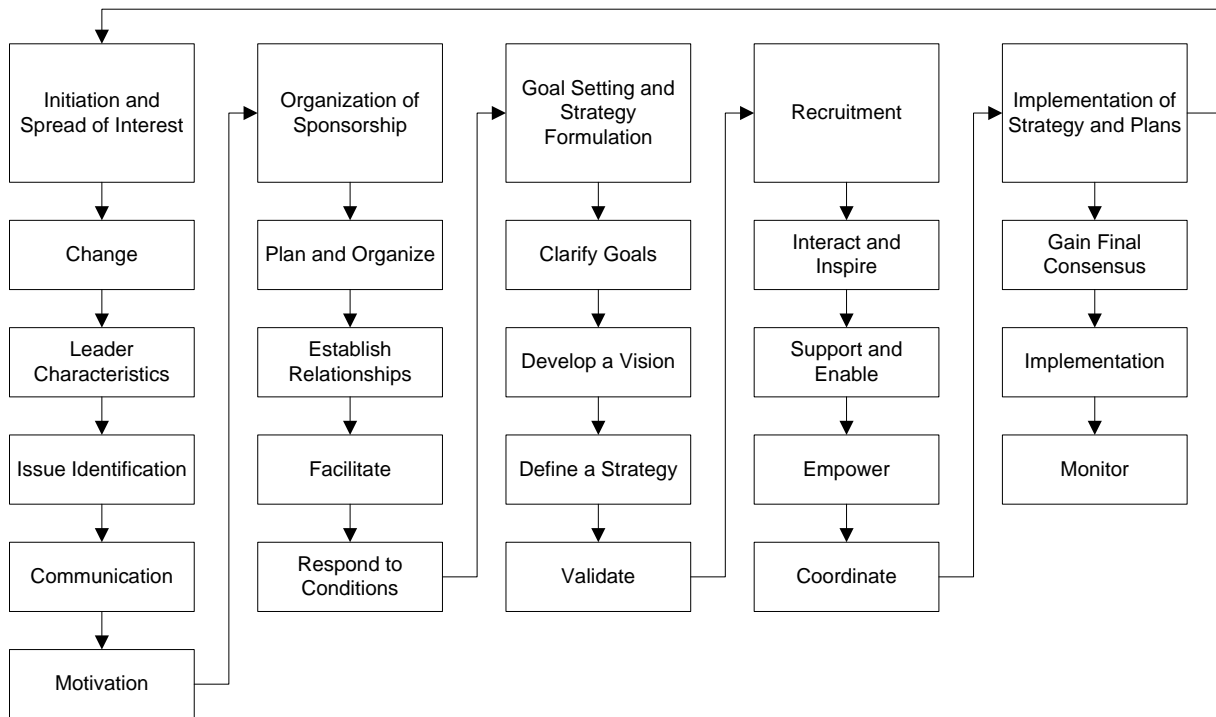 Initiation and
Spread of Interest
Change
Leader
Characteristics
Issue Identification
Communication
Motivation
Organization of
Sponsorship
Plan and Organize
Establish
Relationships
Facilitate
Respond to
Conditions
Goal Setting and
Strategy
Formulation
Clarify Goals
Develop a Vision
Define a Strategy
Validate
Recruitment
Interact and
Inspire
Support and
Enable
Empower
Coordinate
Implementation of
Strategy and Plans
Gain Final
Consensus
Implementation
Monitor